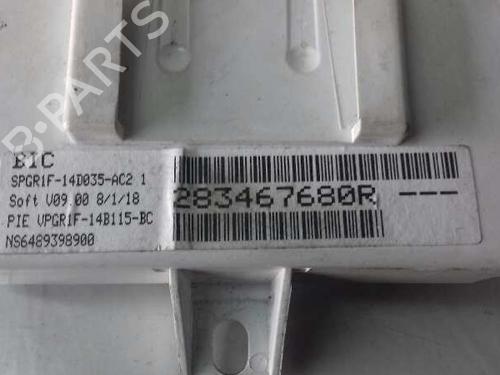 B-PARTS
BIC
SPGR1F-14D035-AC2 1
Soft V09.00 8/1/18
PIE VPGR1F-14B115-BC
NS6489398900
283467680R ---